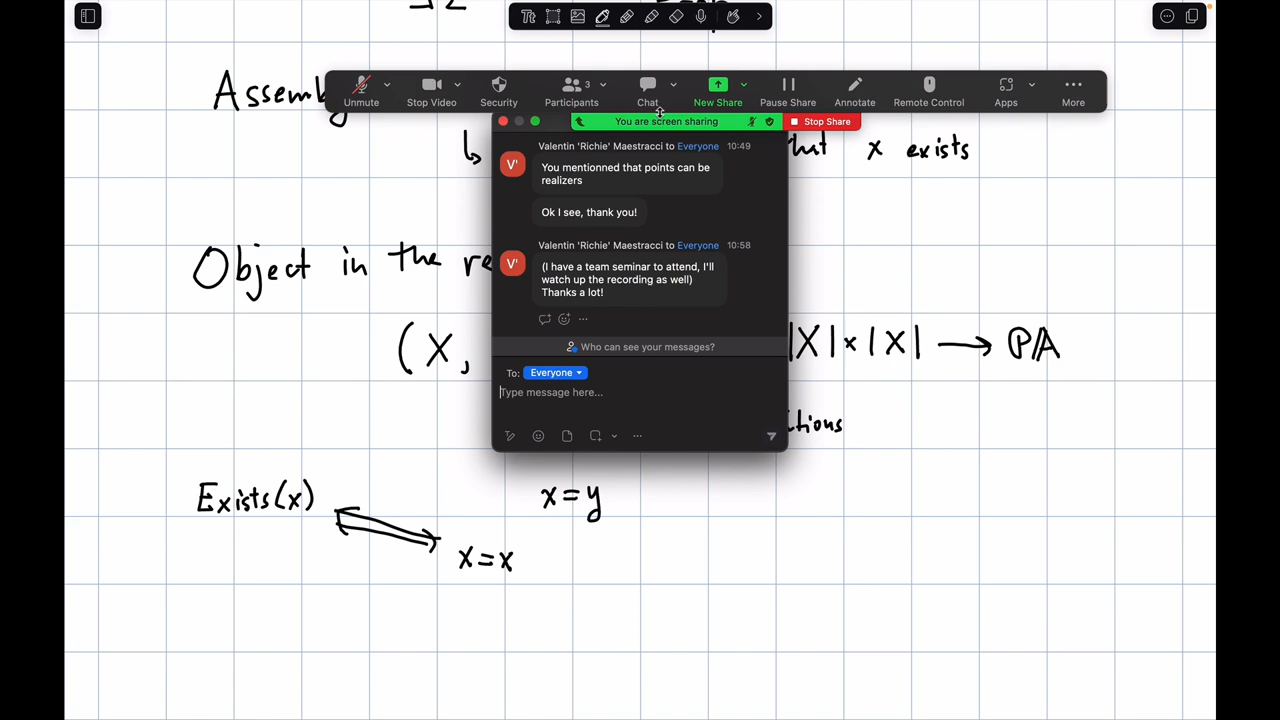 Assemb
Unmute Stop Video Security 3 Participants Chat New Share Pause Share Annotate Remote Control Apps More
You are screen sharing Stop Share
Valentin 'Richie' Maestracci to Everyone 10:49
V'
You mentionned that points can be
realizers
Ok I see, thank you!
x exists
Valentin 'Richie' Maestracci to Everyone 10:58
V'
(I have a team seminar to attend, I'll
watch up the recording as well)
Thanks a lot!
Object in the re
Who can see your messages?
(X, |X| × |X| → ℙ𝔸
To: Everyone
Type message here...
Exists(x)
x = y
x = x